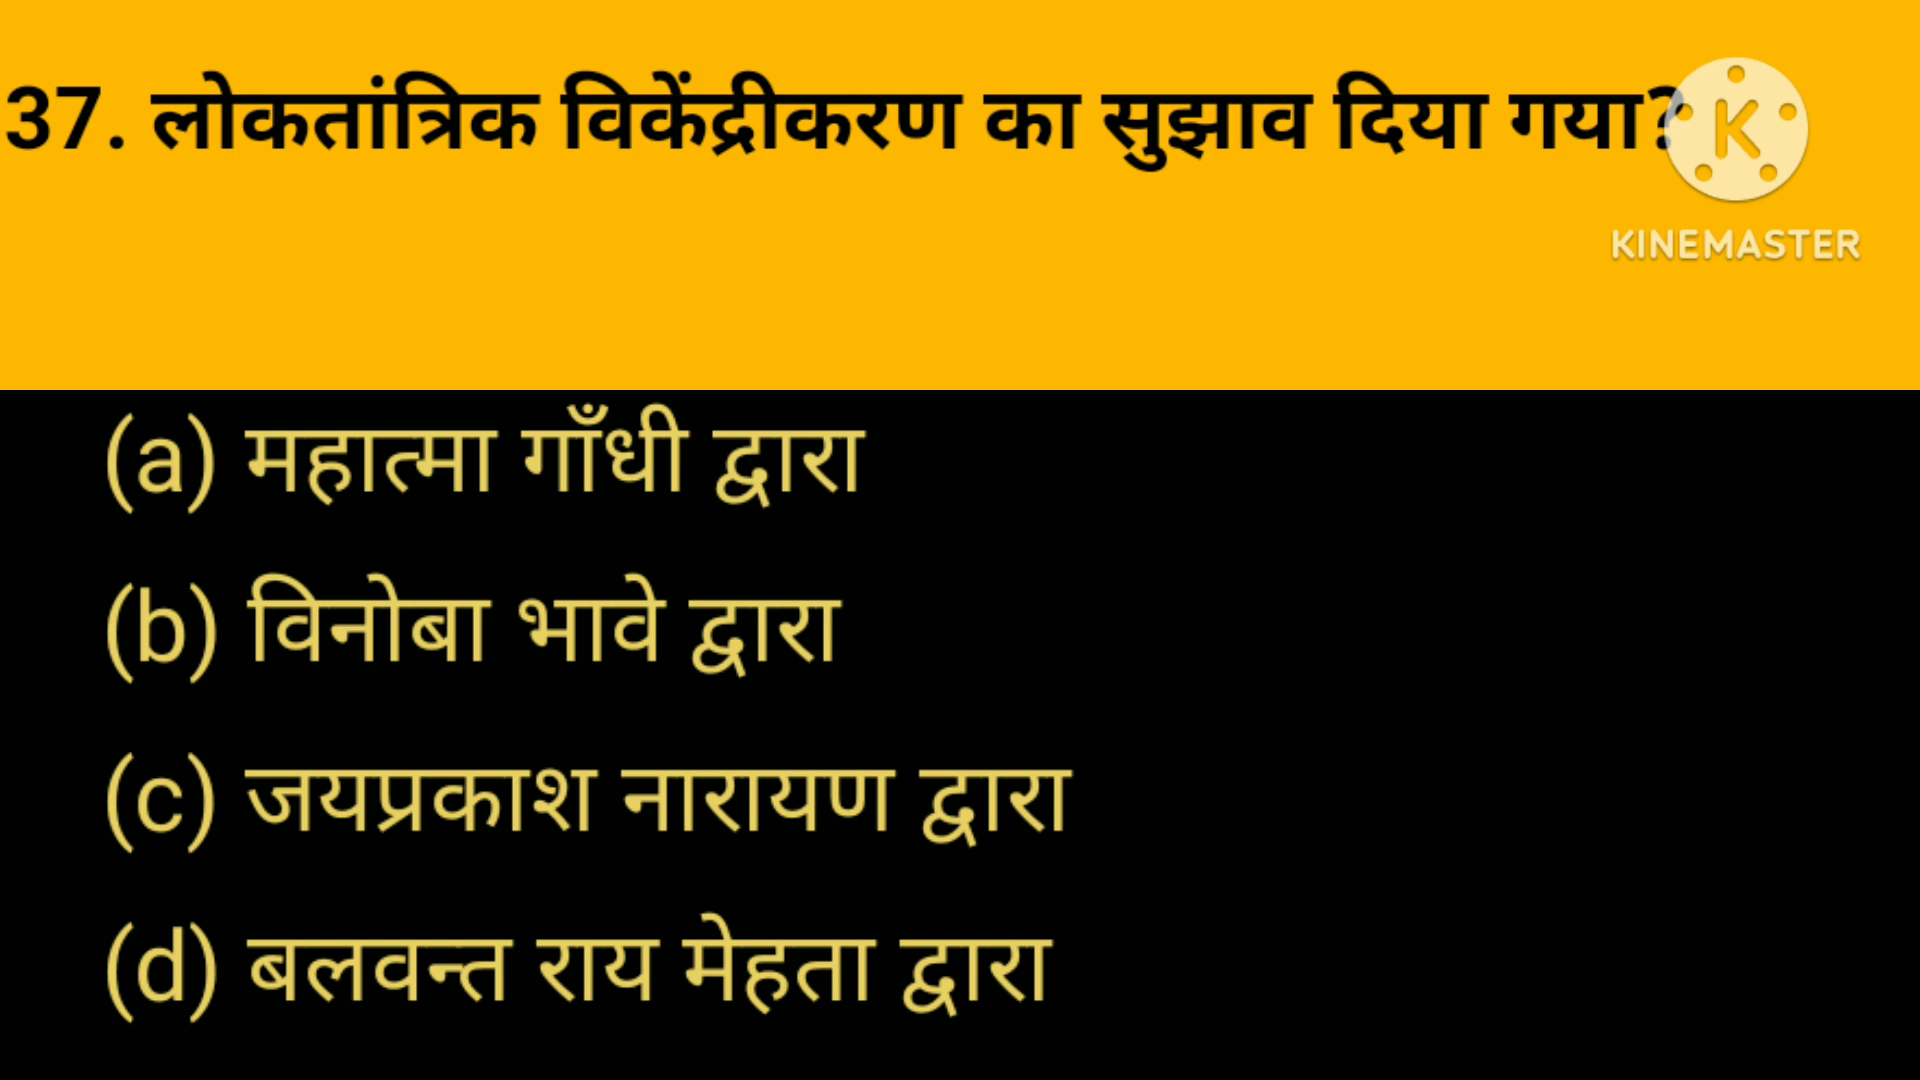 37. लोकतांत्रिक विकेंद्रीकरण का सुझाव दिया गया?
K
KINEMASTER
(a) महात्मा गाँधी द्वारा
(b) विनोबा भावे द्वारा
(c) जयप्रकाश नारायण द्वारा
(d) बलवन्त राय मेहता द्वारा